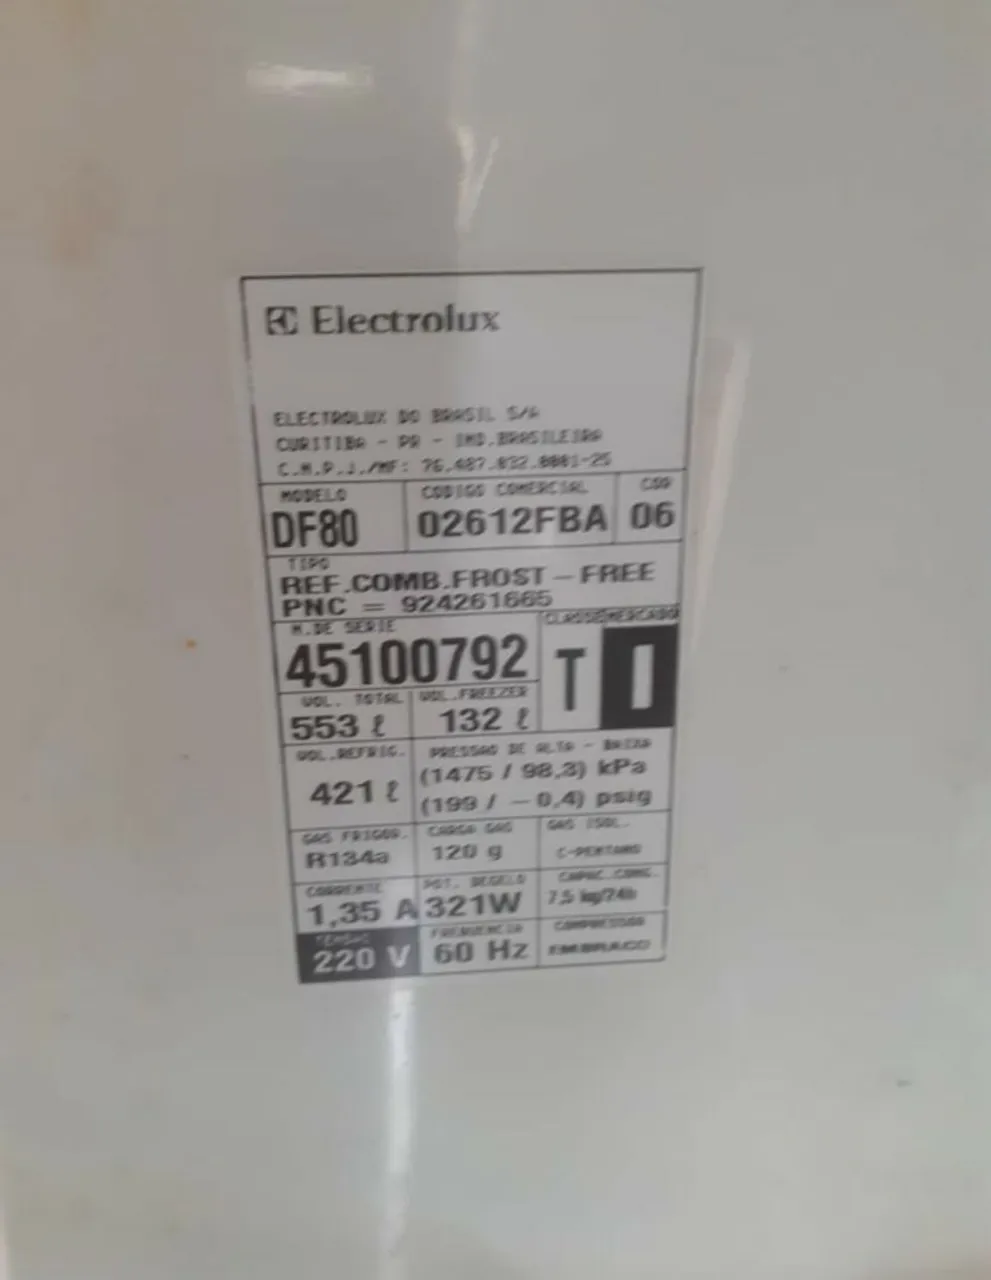 Electrolux
ELECTROLUX DO BRASIL S/A
CURITIBA - PR - IND.BRASILEIRA
C.N.P.J./MF: 76.487.032.0001-25
MODELO CODIGO COMERCIAL COD
DF80 02612FBA 06
TIPO
REF.COMB.FROST-FREE
PNC = 924261665
N.DE SERIE CLASSE MERCADO
45100792 T I
VOL. TOTAL VOL.FREEZER
553 ℓ 132 ℓ
VOL.REFRIG. PRESSAO DE ALTA - BAIXA
421 ℓ (1475 / 98,3) kPa
(199 / -0,4) psig
GAS FRIGOR. CARGA GAS GAS ISOL.
R134a 120 g C-PENTANO
CORRENTE POT. DEGELO CAPAC.CONG.
1,35 A 321W 7,5 kg/24h
TENSAO FREQUENCIA COMPRESSOR
220 V 60 Hz EMBRACO